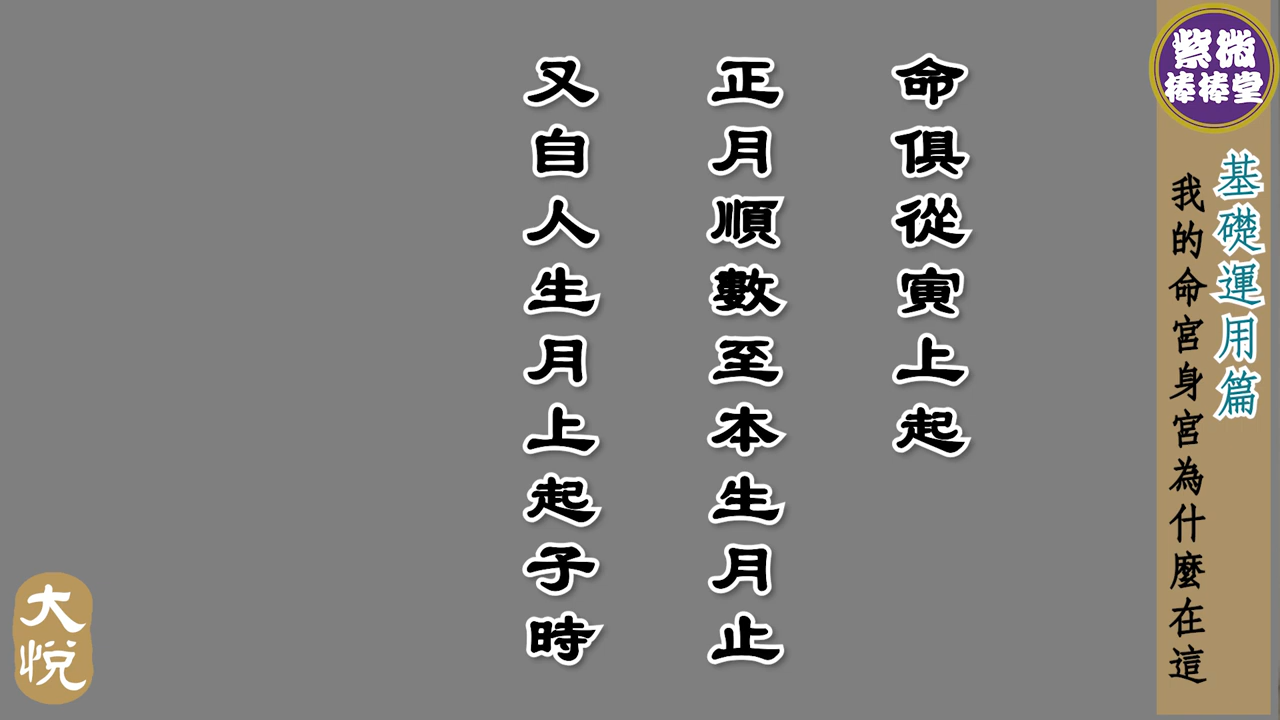 紫微
棒棒堂
基礎運用篇
我的命宮身宮為什麼在這
命俱從寅上起
正月順數至本生月止
又自人生月上起子時
大悅